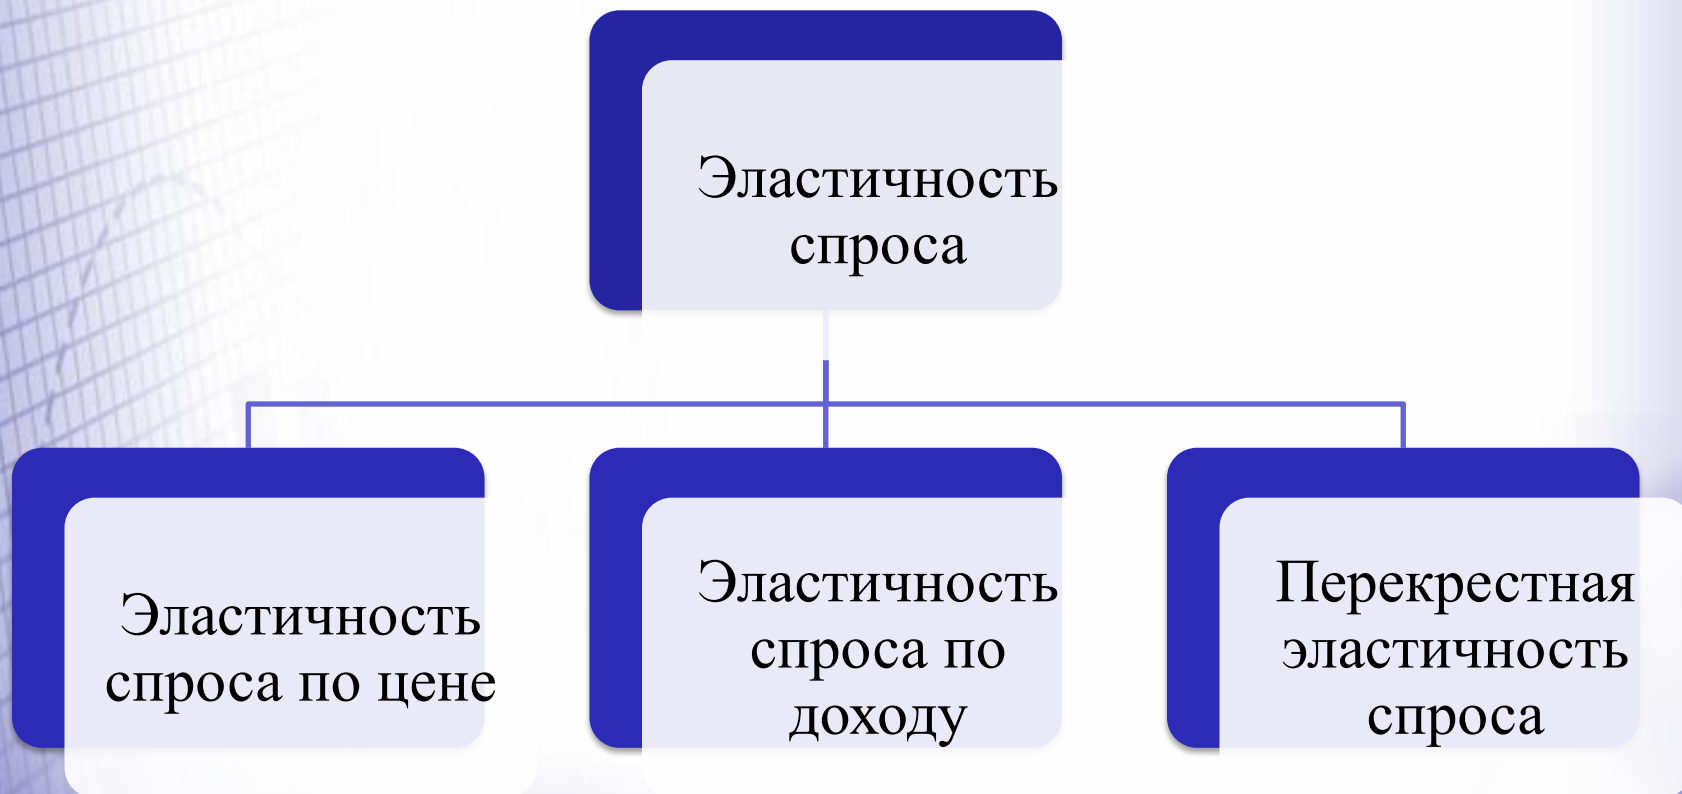 Эластичность
спроса
Эластичность
спроса по цене
Эластичность
спроса по
доходу
Перекрестная
эластичность
спроса